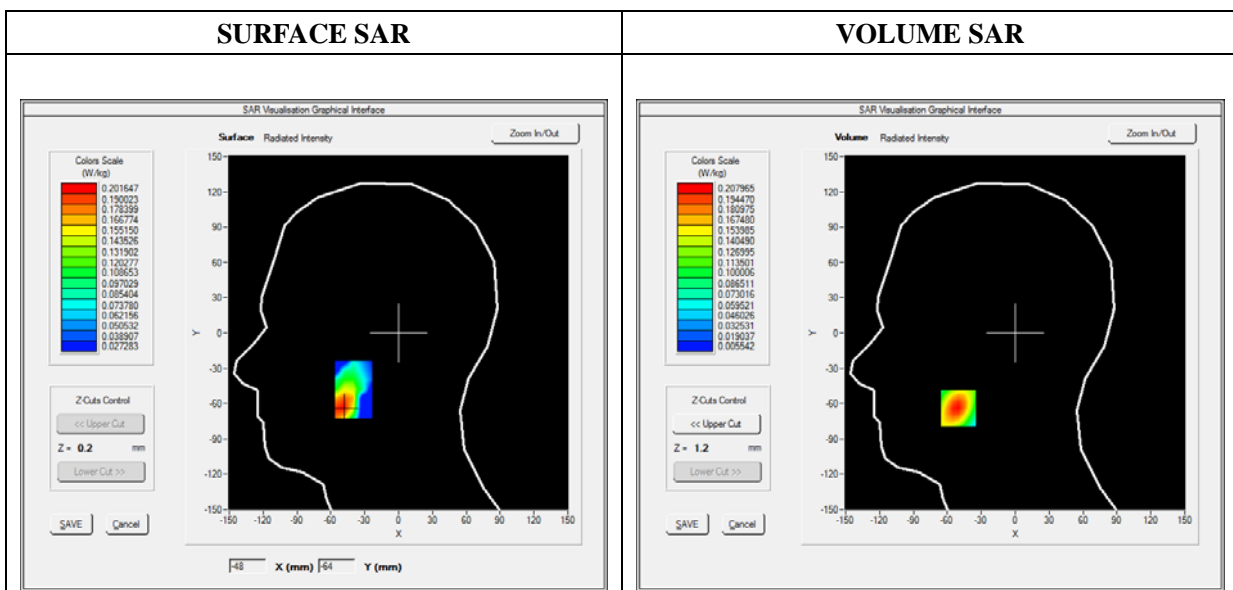 SURFACE SAR
VOLUME SAR
SAR Visualisation Graphical Interface
Surface Radiated Intensity
Zoom In/Out
Colors Scale
(W/kg)
0.201647
0.190023
0.178399
0.166774
0.155150
0.143526
0.131902
0.120277
0.108653
0.097029
0.085404
0.073780
0.062156
0.050532
0.038907
0.027283
Z-Cuts Control
<< Upper Cut
Z = 0.2 mm
Lower Cut >>
SAVE Cancel
150
120
90
60
30
0
-30
-60
-90
-120
-150
Y
-150 -120 -90 -60 -30 0 30 60 90 120 150
X
-48 X (mm) -64 Y (mm)
SAR Visualisation Graphical Interface
Volume Radiated Intensity
Zoom In/Out
Colors Scale
(W/kg)
0.207965
0.194470
0.180975
0.167480
0.153985
0.140490
0.126995
0.113501
0.100006
0.086511
0.073016
0.059521
0.046026
0.032531
0.019037
0.005542
Z-Cuts Control
<< Upper Cut
Z = 1.2 mm
Lower Cut >>
SAVE Cancel
150
120
90
60
30
0
-30
-60
-90
-120
-150
Y
-150 -120 -90 -60 -30 0 30 60 90 120 150
X